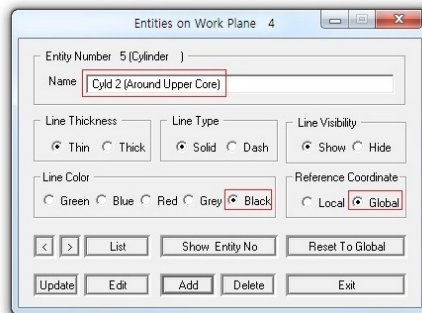 Entities on Work Plane 4
Entity Number 5 (Cylinder )
Name Cyld 2 (Around Upper Core)
Line Thickness Line Type Line Visibility
Thin Thick Solid Dash Show Hide
Line Color Reference Coordinate
Green Blue Red Grey Black Local Global
< > List Show Entity No Reset To Global
Update Edit Add Delete Exit